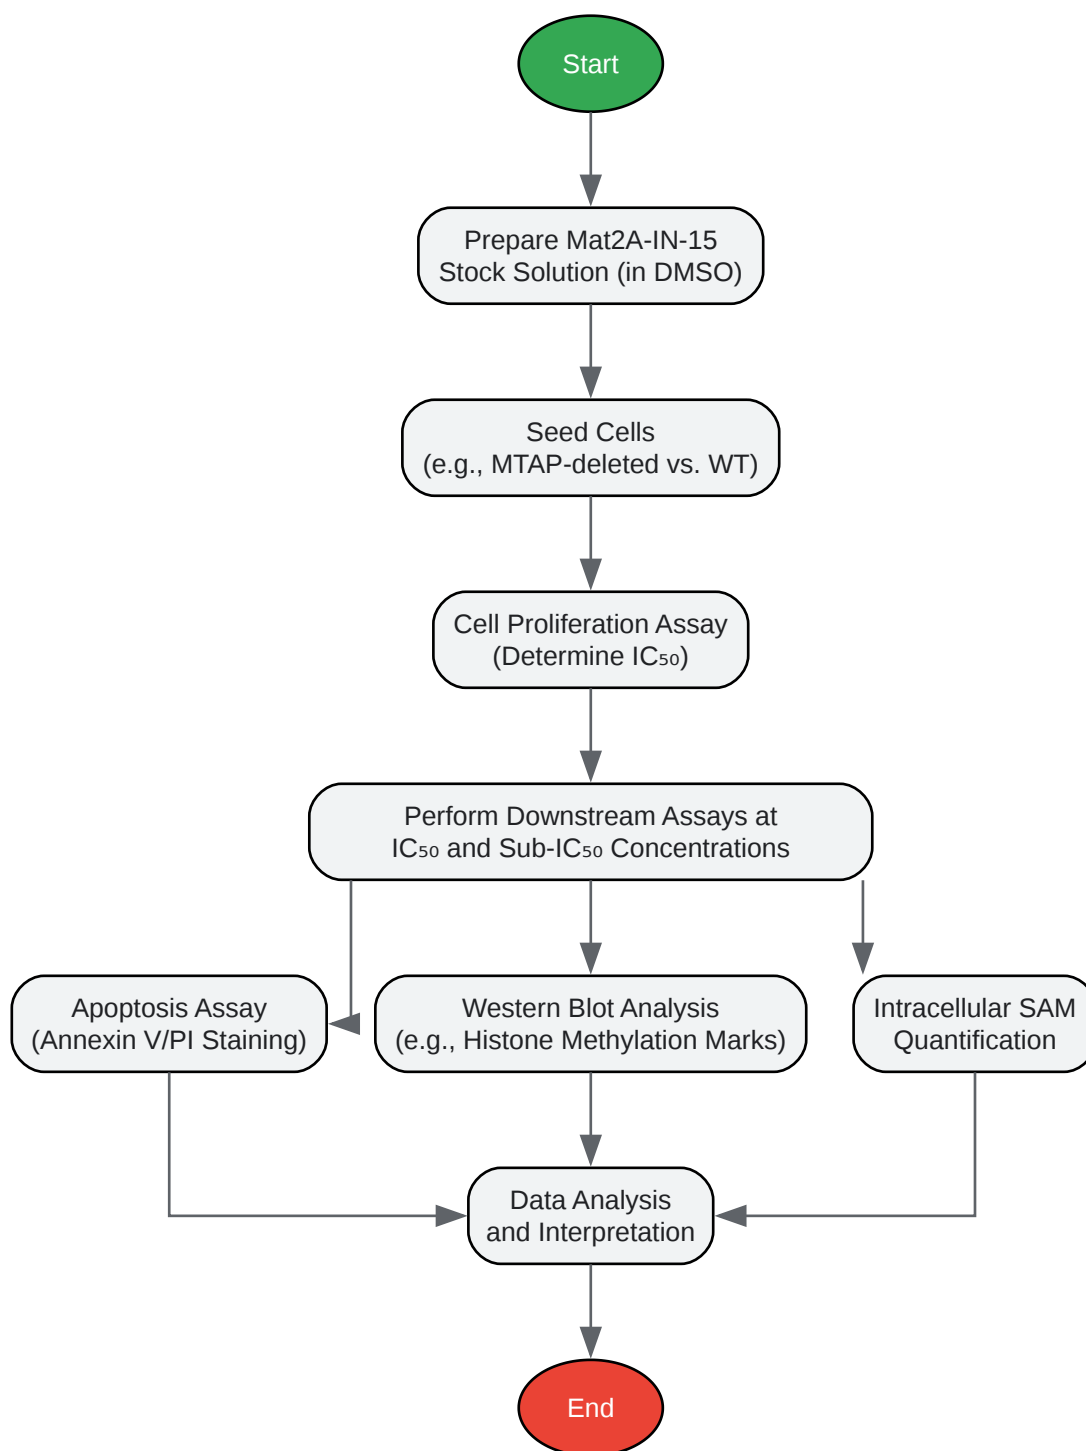 Start
Prepare Mat2A-IN-15
Stock Solution (in DMSO)
Seed Cells
(e.g., MTAP-deleted vs. WT)
Cell Proliferation Assay
(Determine IC₅₀)
Perform Downstream Assays at
IC₅₀ and Sub-IC₅₀ Concentrations
Apoptosis Assay
(Annexin V/PI Staining)
Western Blot Analysis
(e.g., Histone Methylation Marks)
Intracellular SAM
Quantification
Data Analysis
and Interpretation
End